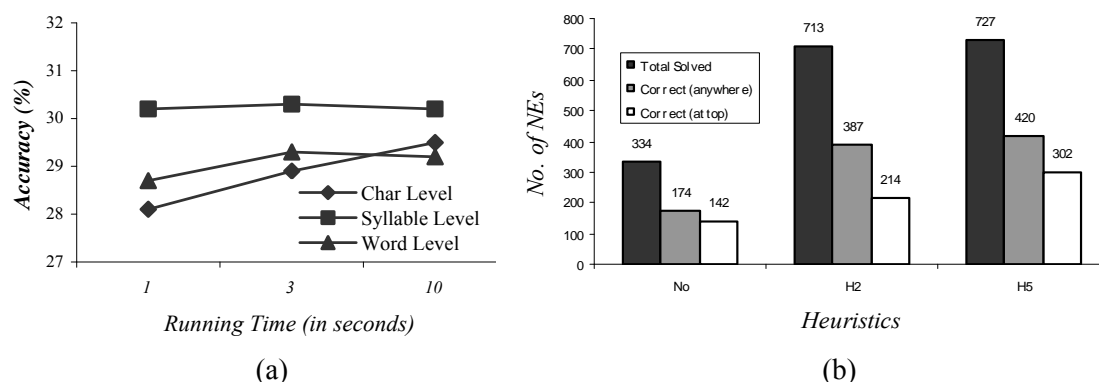 32
31
30
29
28
27
Accuracy (%)
Char Level
Syllable Level
Word Level
1 3 10
Running Time (in seconds)
(a)
800
700
600
500
400
300
200
100
0
No. of NEs
Total Solved
Correct (anywhere)
Correct (at top)
334
174
142
713
387
214
727
420
302
No H2 H5
Heuristics
(b)